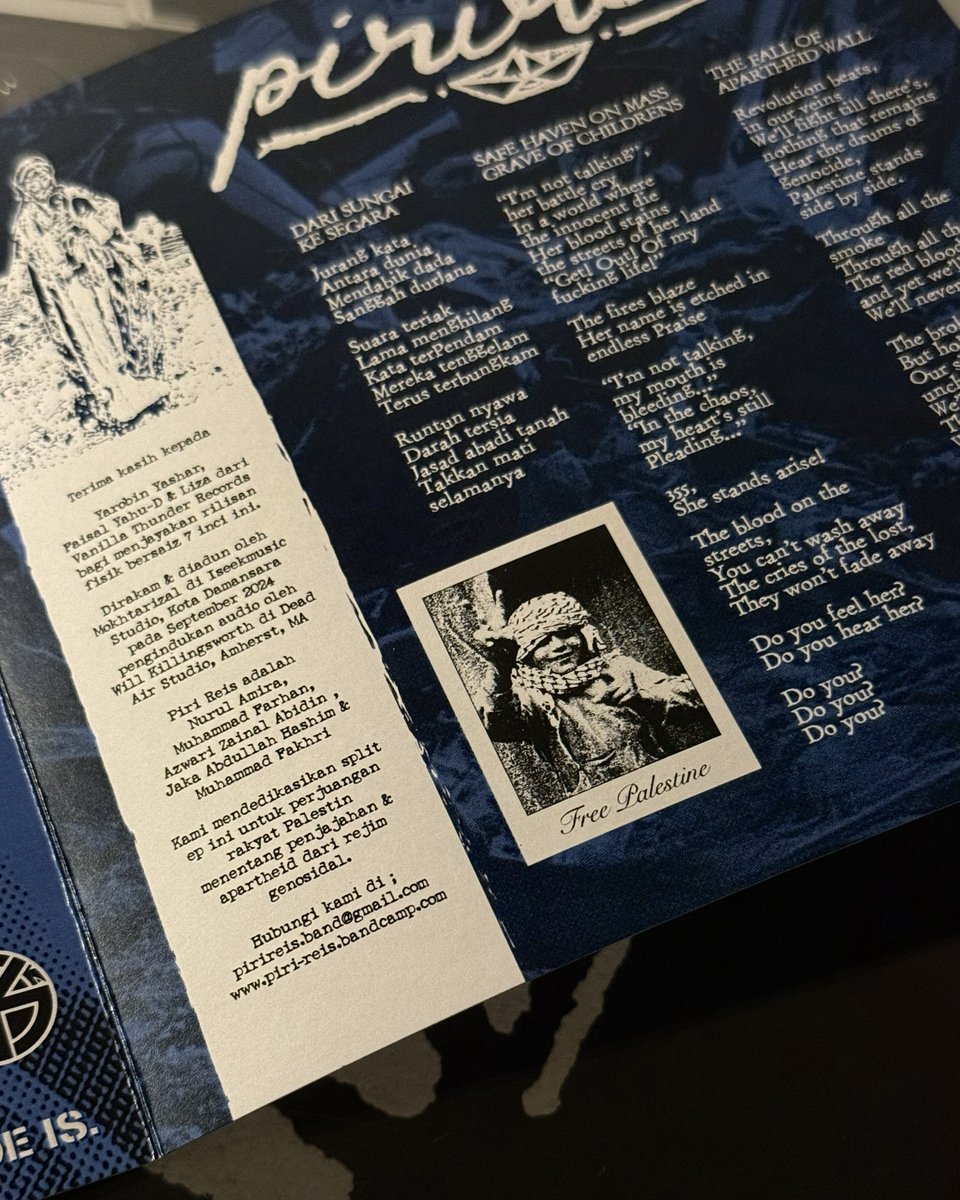 DARI SUNGAI
KE SEGARA
Jurang kata
Antara dunia
Mendabik dada
Sanggah durjana
Suara teriak
Lama menghilang
Kata terPendam
Mereka tenggelam
Terus terbungkam
Runtun nyawa
Darah tersia
Jasad abadi tanah
Takkan mati
selamanya
SAFE HAVEN ON MASS
GRAVE OF CHILDRENS
"I'm not talking",
her battle cry
In a world where
the innocent die
Her blood stains
the streets of her land
"Get! Out! Of my
fucking life!"
The fires blaze
Her name is etched in
endless Praise
"I'm not talking,
my mouth is
bleeding,"
"In the chaos,
my heart's still
Pleading..."
355,
She stands arise!
The blood on the
streets,
You can't wash away
The cries of the lost,
They won't fade away
Do you feel her?
Do you hear her?
Do you?
Do you?
Do you?
THE FALL OF
APARTHEID WALL
Revolution beats,
in our veins
We'll fight till there's,
nothing that remains
Hear the drums of
Genocide,
Palestine stands
side by side.
Through all the
smoke
Through all the
The red blood
and yet we've
We'll never
The
But
Our
Terima kasih kepada
Yarobin Yashar,
Faisal Yahu-D & Liza dari
Vanilla Thunder Records
bagi menjayakan rilisan
fisik bersaiz 7 inci ini.
Dirakam & diadun oleh
Mokhtarizal di Iseekmusic
Studio, Kota Damansara
pada September 2024
pengindukan audio oleh
Will Killingsworth di Dead
Air Studio, Amherst, MA
Piri Reis adalah
Nurul Amira,
Muhammad Farhan,
Azwari Zainal Abidin ,
Jaka Abdullah Hashim &
Muhammad Fakhri
Kami mendedikasikan split
ep ini untuk perjuangan
rakyat Palestin
menentang penjajahan &
apartheid dari rejim
genosidal.
Hubungi kami di ;
pirireis.band@gmail.com
www.piri-reis.bandcamp.com
Free Palestine
IS.